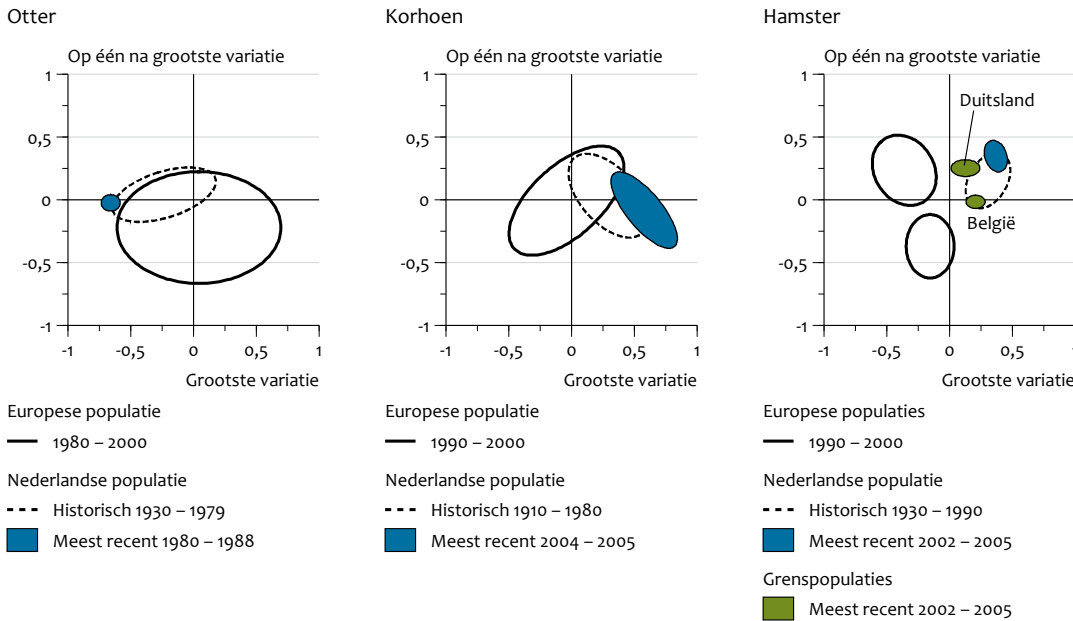 Otter
Op één na grootste variatie
1
0,5
0
-0,5
-1
-1
-0,5
0
0,5
1
Grootste variatie
Europese populatie
1980 – 2000
Nederlandse populatie
Historisch 1930 – 1979
Meest recent 1980 – 1988
Korhoen
Op één na grootste variatie
1
0,5
0
-0,5
-1
-1
-0,5
0
0,5
1
Grootste variatie
Europese populatie
1990 – 2000
Nederlandse populatie
Historisch 1910 – 1980
Meest recent 2004 – 2005
Hamster
Op één na grootste variatie
1
0,5
0
-0,5
-1
Duitsland
België
-1
-0,5
0
0,5
1
Grootste variatie
Europese populaties
1990 – 2000
Nederlandse populatie
Historisch 1930 – 1990
Meest recent 2002 – 2005
Grenspopulaties
Meest recent 2002 – 2005